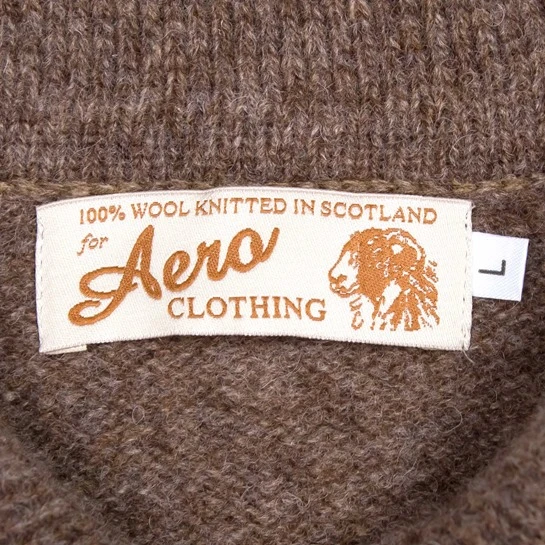 100% WOOL KNITTED IN SCOTLAND
for
Aero
CLOTHING
L